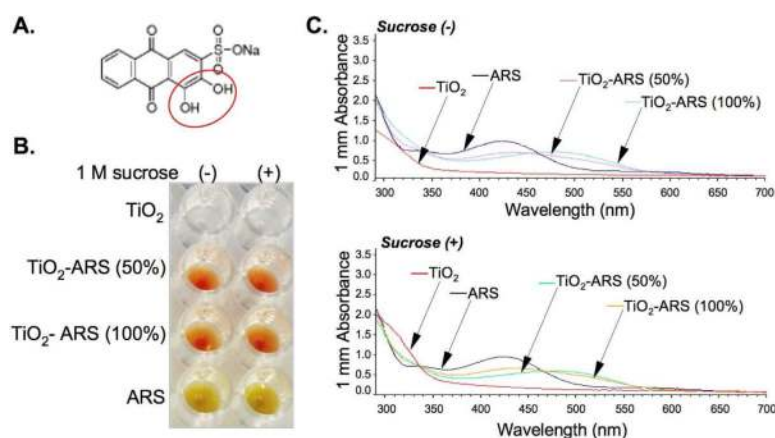 A.
O
O
S
O
O
ONa
OH
OH
B.
1 M sucrose (-) (+)
TiO2
TiO2-ARS (50%)
TiO2- ARS (100%)
ARS
C.
Sucrose (-)
1 mm Absorbance
3.5
3.0
2.5
2.0
1.5
1.0
0.5
0.0
TiO2
ARS
TiO2-ARS (50%)
TiO2-ARS (100%)
300 350 400 450 500 550 600 650 700
Wavelength (nm)
Sucrose (+)
1 mm Absorbance
3.5
3.0
2.5
2.0
1.5
1.0
0.5
0.0
TiO2
ARS
TiO2-ARS (50%)
TiO2-ARS (100%)
300 350 400 450 500 550 600 650 700
Wavelength (nm)